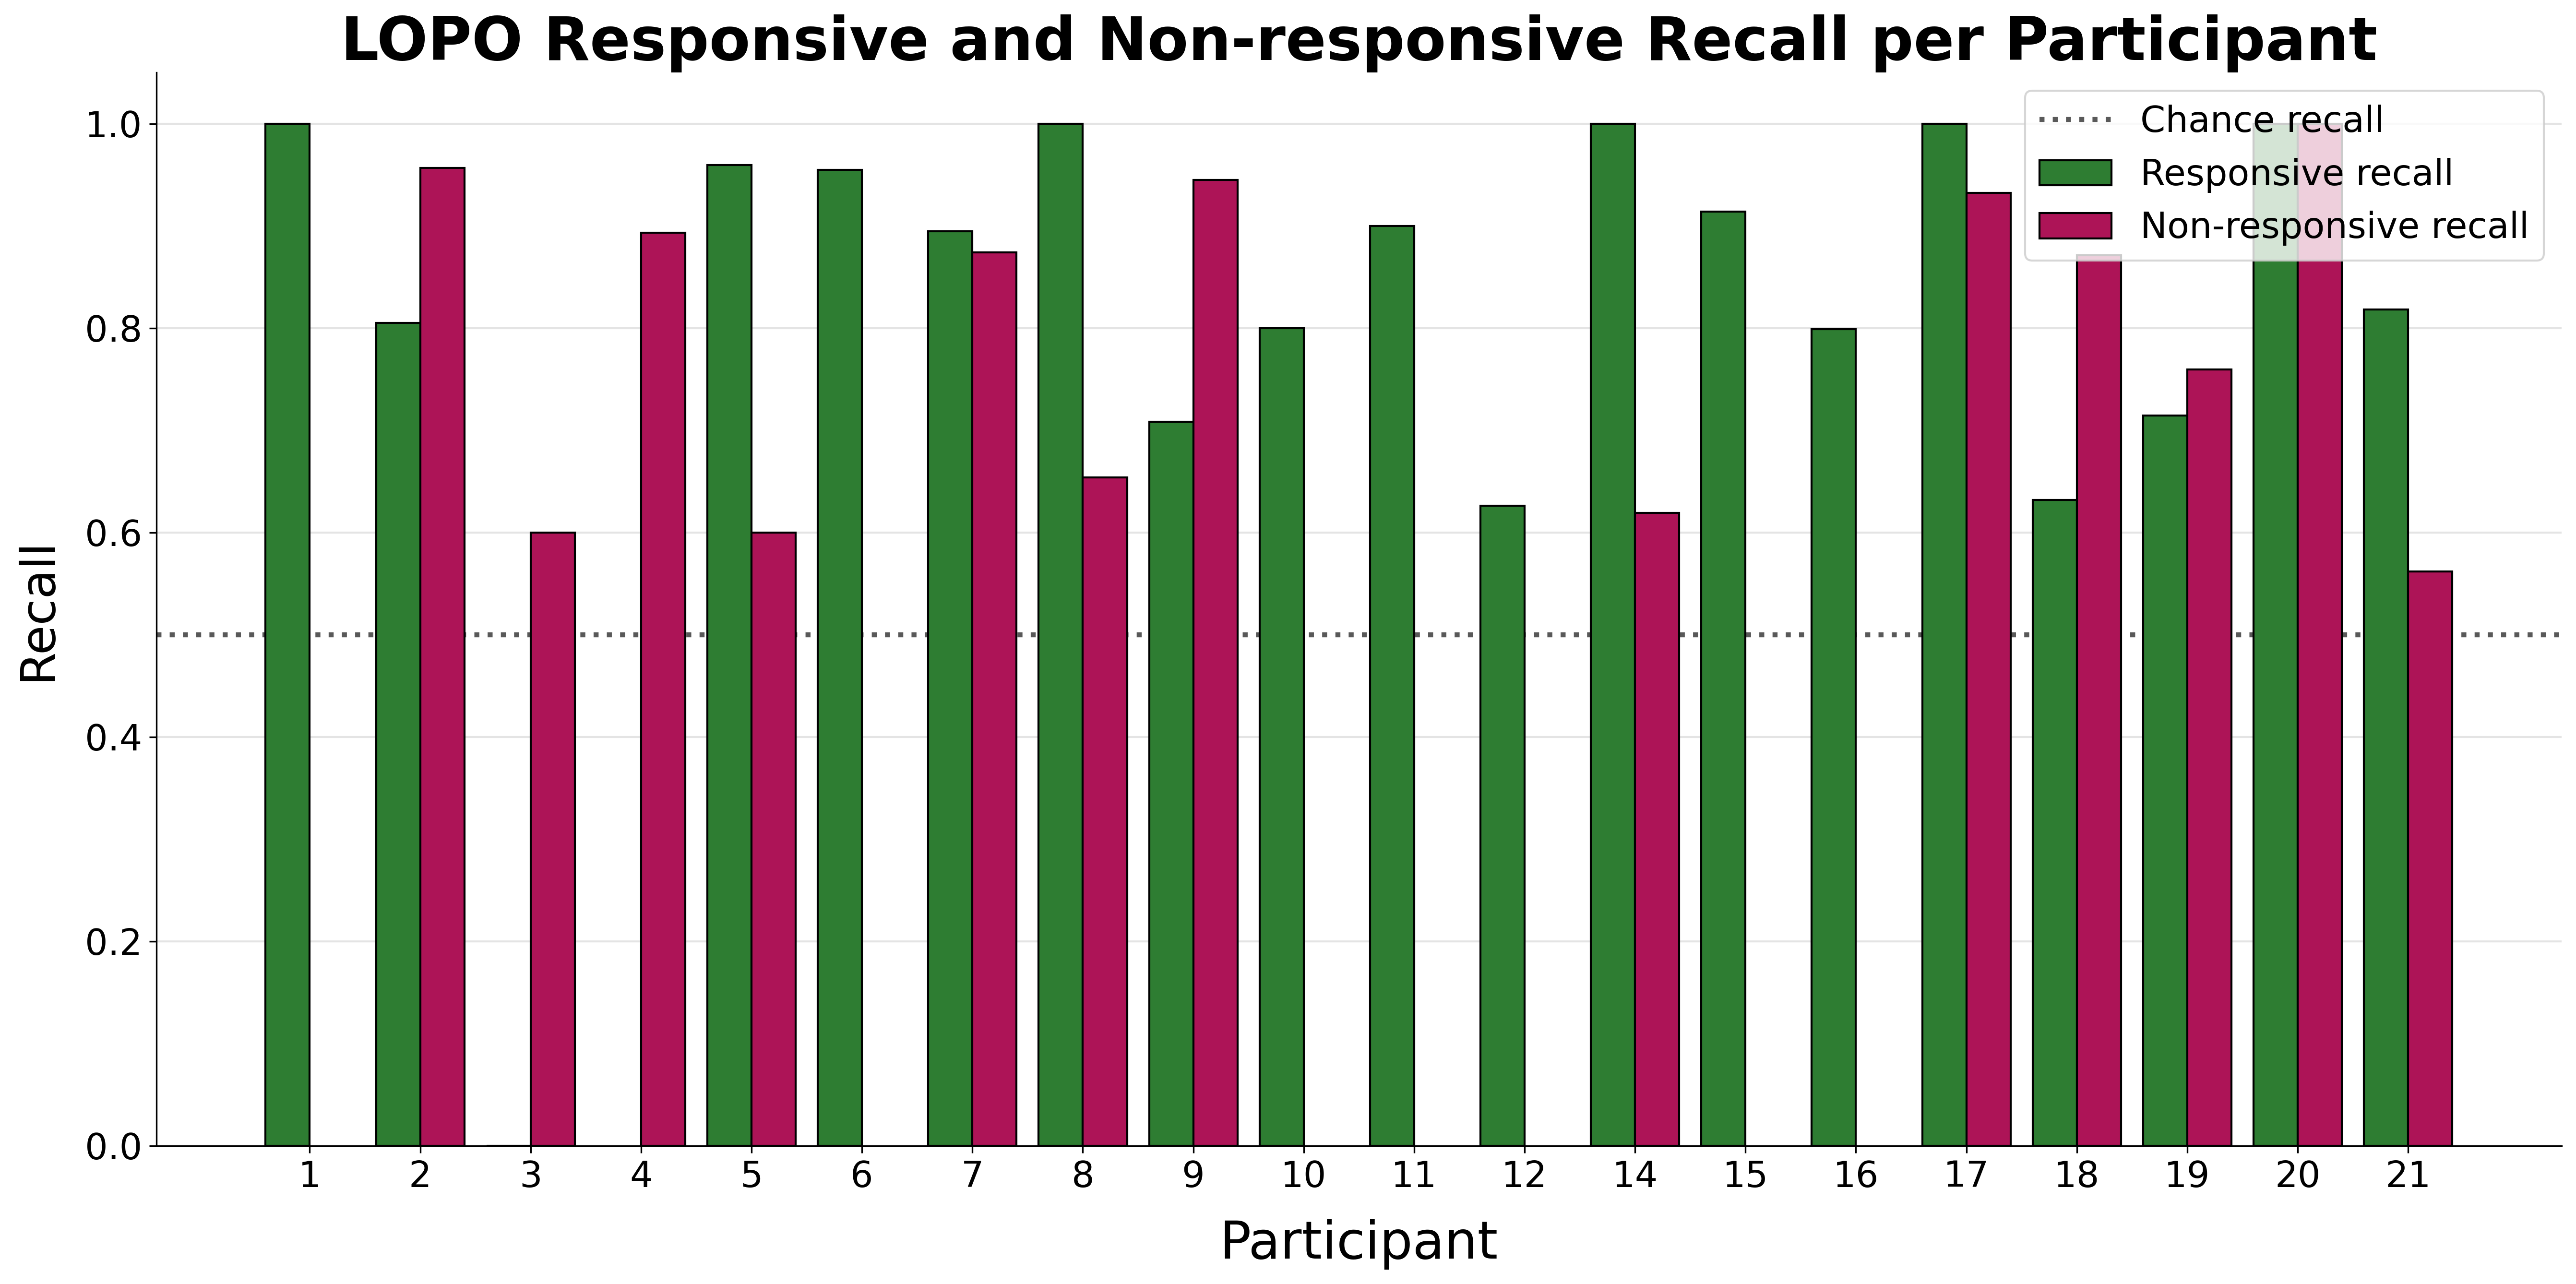 LOPO Responsive and Non-responsive Recall per Participant
Chance recall
Responsive recall
Non-responsive recall
1.0
0.8
0.6
0.4
0.2
0.0
Recall
1 2 3 4 5 6 7 8 9 10 11 12 14 15 16 17 18 19 20 21
Participant